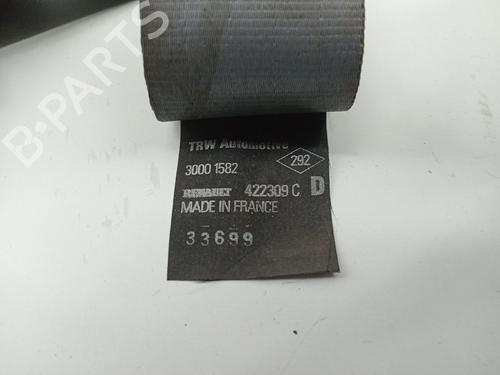 B-PARTS
TRW Automotive
3000 1582
292
RENAULT 422309 C D
MADE IN FRANCE
33699